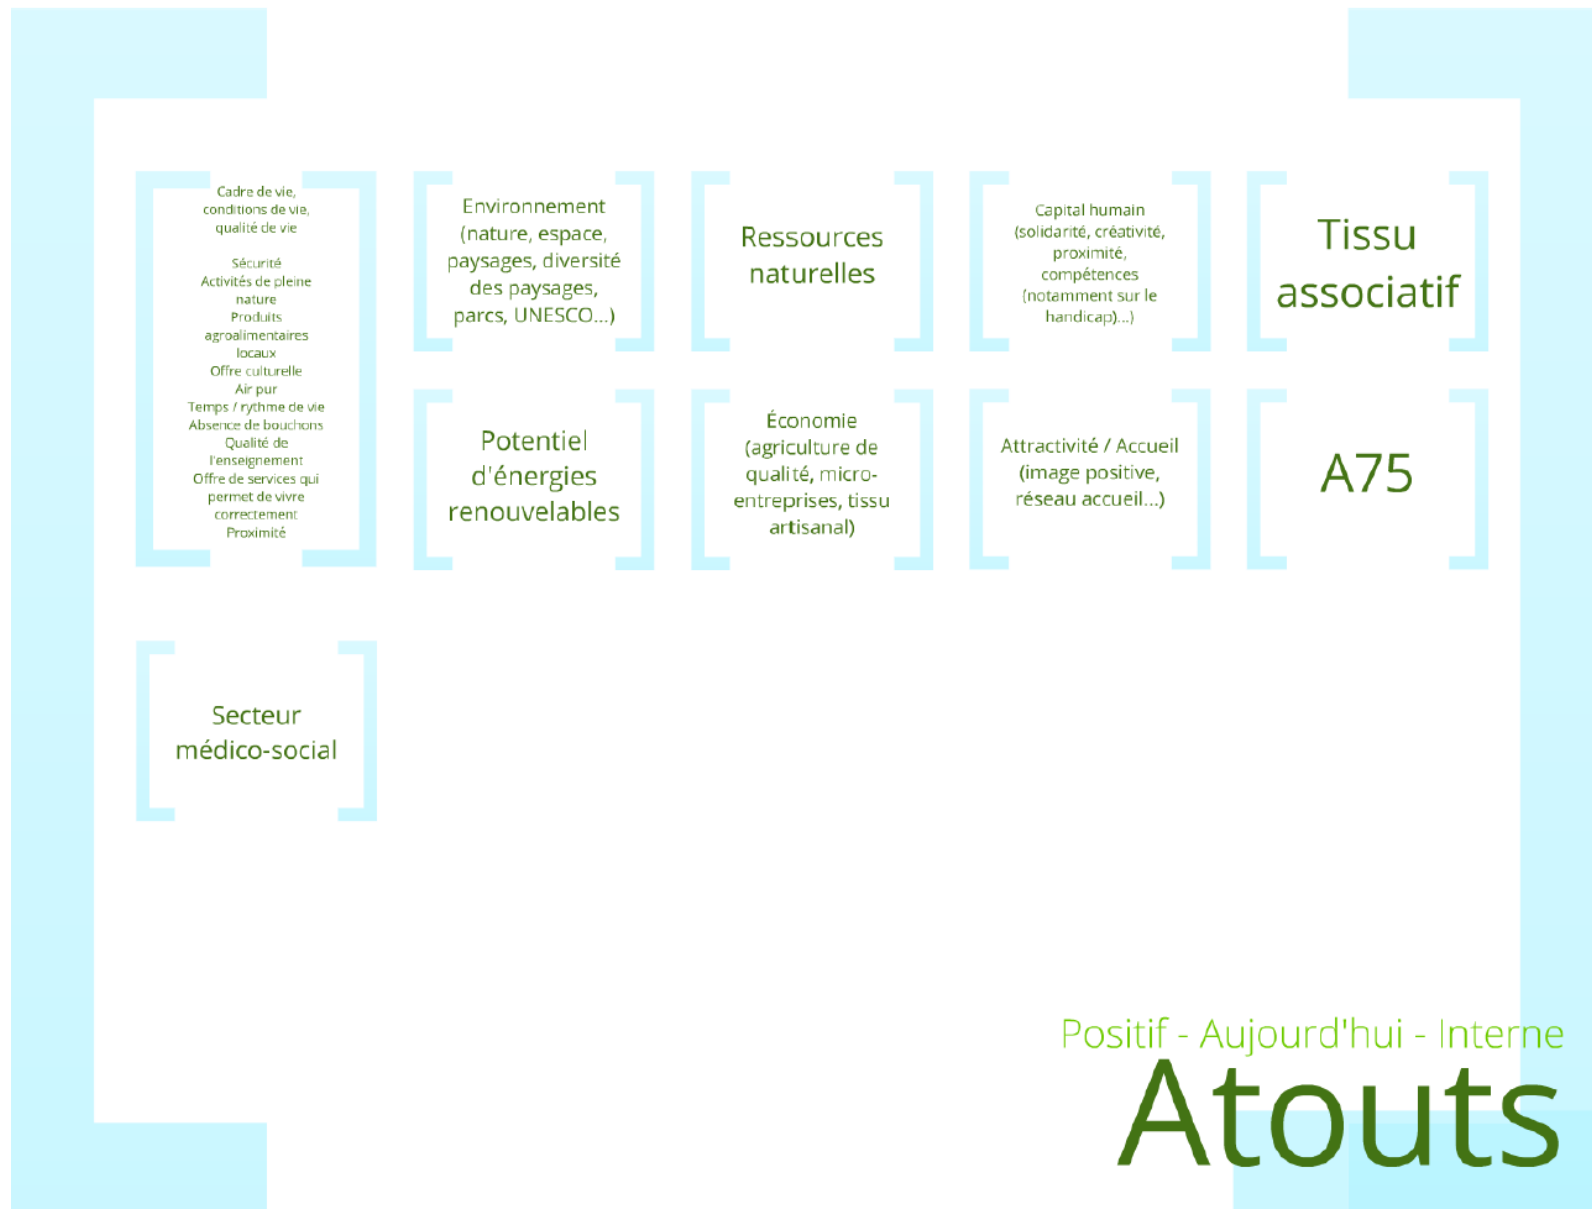 Cadre de vie,
conditions de vie,
qualité de vie
Sécurité
Activités de pleine
nature
Produits
agroalimentaires
locaux
Offre culturelle
Air pur
Temps / rythme de vie
Absence de bouchons
Qualité de
l'enseignement
Offre de services qui
permet de vivre
correctement
Proximité
Environnement
(nature, espace,
paysages, diversité
des paysages,
parcs, UNESCO...)
Ressources
naturelles
Capital humain
(solidarité, créativité,
proximité,
compétences
(notamment sur le
handicap)...)
Tissu
associatif
Potentiel
d'énergies
renouvelables
Économie
(agriculture de
qualité, micro-
entreprises, tissu
artisanal)
Attractivité / Accueil
(image positive,
réseau accueil...)
A75
Secteur
médico-social
Positif - Aujourd'hui - Interne
Atouts